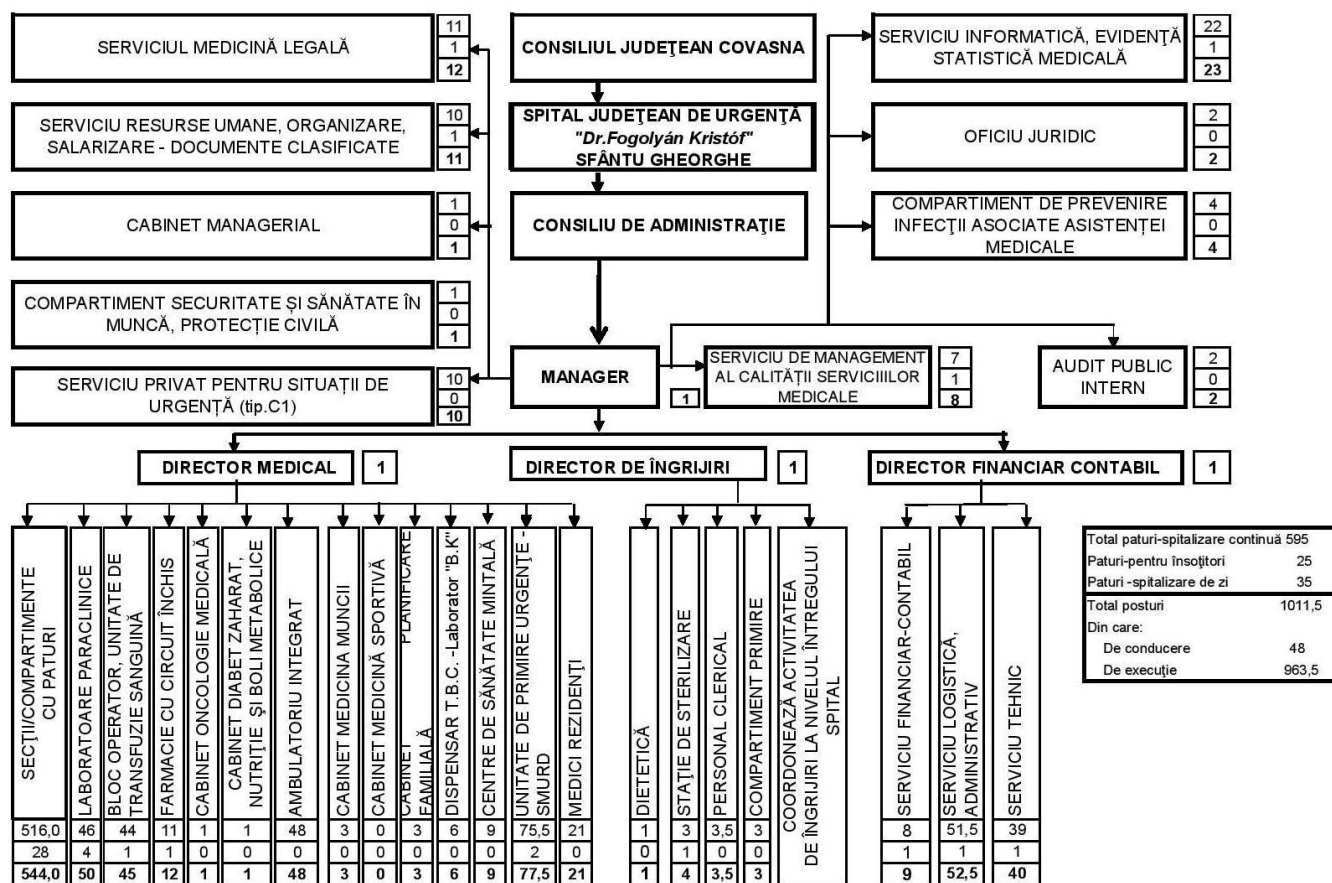 SERVICIUL MEDICINĂ LEGALĂ
11
1
12
CONSILIUL JUDEŢEAN COVASNA
SERVICIU INFORMATICĂ, EVIDENŢĂ
STATISTICĂ MEDICALĂ
22
1
23
SERVICIU RESURSE UMANE, ORGANIZARE,
SALARIZARE - DOCUMENTE CLASIFICATE
10
1
11
SPITAL JUDEŢEAN DE URGENŢĂ
"Dr.Fogolyán Kristóf"
SFÂNTU GHEORGHE
OFICIU JURIDIC
2
0
2
CABINET MANAGERIAL
1
0
1
CONSILIU DE ADMINISTRAŢIE
COMPARTIMENT DE PREVENIRE
INFECŢII ASOCIATE ASISTENȚEI
MEDICALE
4
0
4
COMPARTIMENT SECURITATE ȘI SĂNĂTATE ÎN
MUNCĂ, PROTECȚIE CIVILĂ
1
0
1
SERVICIU PRIVAT PENTRU SITUAȚII DE
URGENȚĂ (tip.C1)
10
0
10
MANAGER
1
SERVICIU DE MANAGEMENT
AL CALITĂȚII SERVICIIILOR
MEDICALE
7
1
8
AUDIT PUBLIC
INTERN
2
0
2
DIRECTOR MEDICAL
1
DIRECTOR DE ÎNGRIJIRI
1
DIRECTOR FINANCIAR CONTABIL
1
SECŢII/COMPARTIMENTE
CU PATURI
516,0
28
544,0
LABORATOARE PARACLINICE
46
4
50
BLOC OPERATOR, UNITATE DE
TRANSFUZIE SANGUINĂ
44
1
45
FARMACIE CU CIRCUIT ÎNCHIS
11
1
12
CABINET ONCOLOGIE MEDICALĂ
1
0
1
CABINET DIABET ZAHARAT,
NUTRIŢIE ŞI BOLI METABOLICE
1
0
1
AMBULATORIU INTEGRAT
48
0
48
CABINET MEDICINA MUNCII
3
0
3
CABINET MEDICINĂ SPORTIVĂ
0
0
0
CABINET PLANIFICARE
FAMILIALĂ
3
0
3
DISPENSAR T.B.C. -Laborator "B.K"
6
0
6
CENTRE DE SĂNĂTATE MINTALĂ
9
0
9
UNITATE DE PRIMIRE URGENŢE -
SMURD
75,5
2
77,5
MEDICI REZIDENŢI
21
0
21
DIETETICĂ
1
0
1
STAŢIE DE STERILIZARE
3
1
4
PERSONAL CLERICAL
3,5
0
3,5
COMPARTIMENT PRIMIRE
3
0
3
COORDONEAZĂ ACTIVITATEA
DE ÎNGRIJIRI LA NIVELUL ÎNTREGULUI
SPITAL
SERVICIU FINANCIAR-CONTABIL
8
1
9
SERVICIU LOGISTICĂ,
ADMINISTRATIV
51,5
1
52,5
SERVICIU TEHNIC
39
1
40
Total paturi-spitalizare continuă 595
Paturi-pentru însoţitori 25
Paturi -spitalizare de zi 35
Total posturi 1011,5
Din care:
De conducere 48
De execuţie 963,5